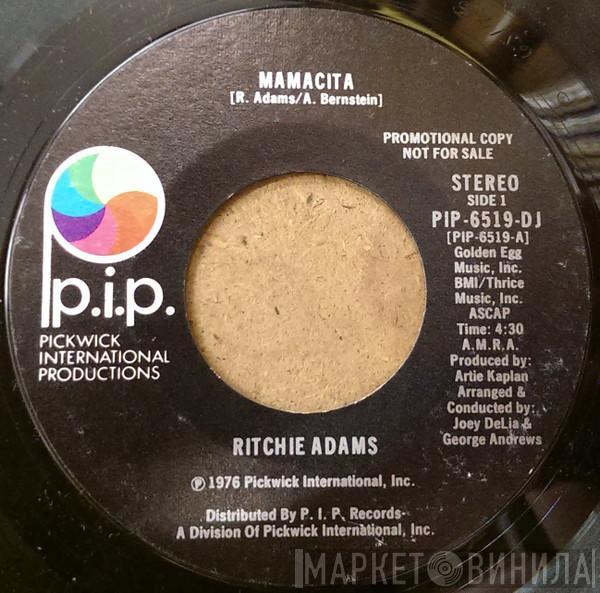 MAMACITA
[R. Adams/A. Bernstein]
PROMOTIONAL COPY
NOT FOR SALE
STEREO
SIDE 1
PIP-6519-DJ
[PIP-6519-A]
Golden Egg
Music, Inc.
BMI/Thrice
Music, Inc.
ASCAP
Time: 4:30
A.M.R.A.
Produced by:
Artie Kaplan
Arranged &
Conducted by:
Joey DeLia &
George Andrews
p.i.p.
PICKWICK
INTERNATIONAL
PRODUCTIONS
RITCHIE ADAMS
℗ 1976 Pickwick International, Inc.
Distributed By P. I. P. Records-
A Division Of Pickwick International, Inc.
МАРКЕТ ВИНИЛА